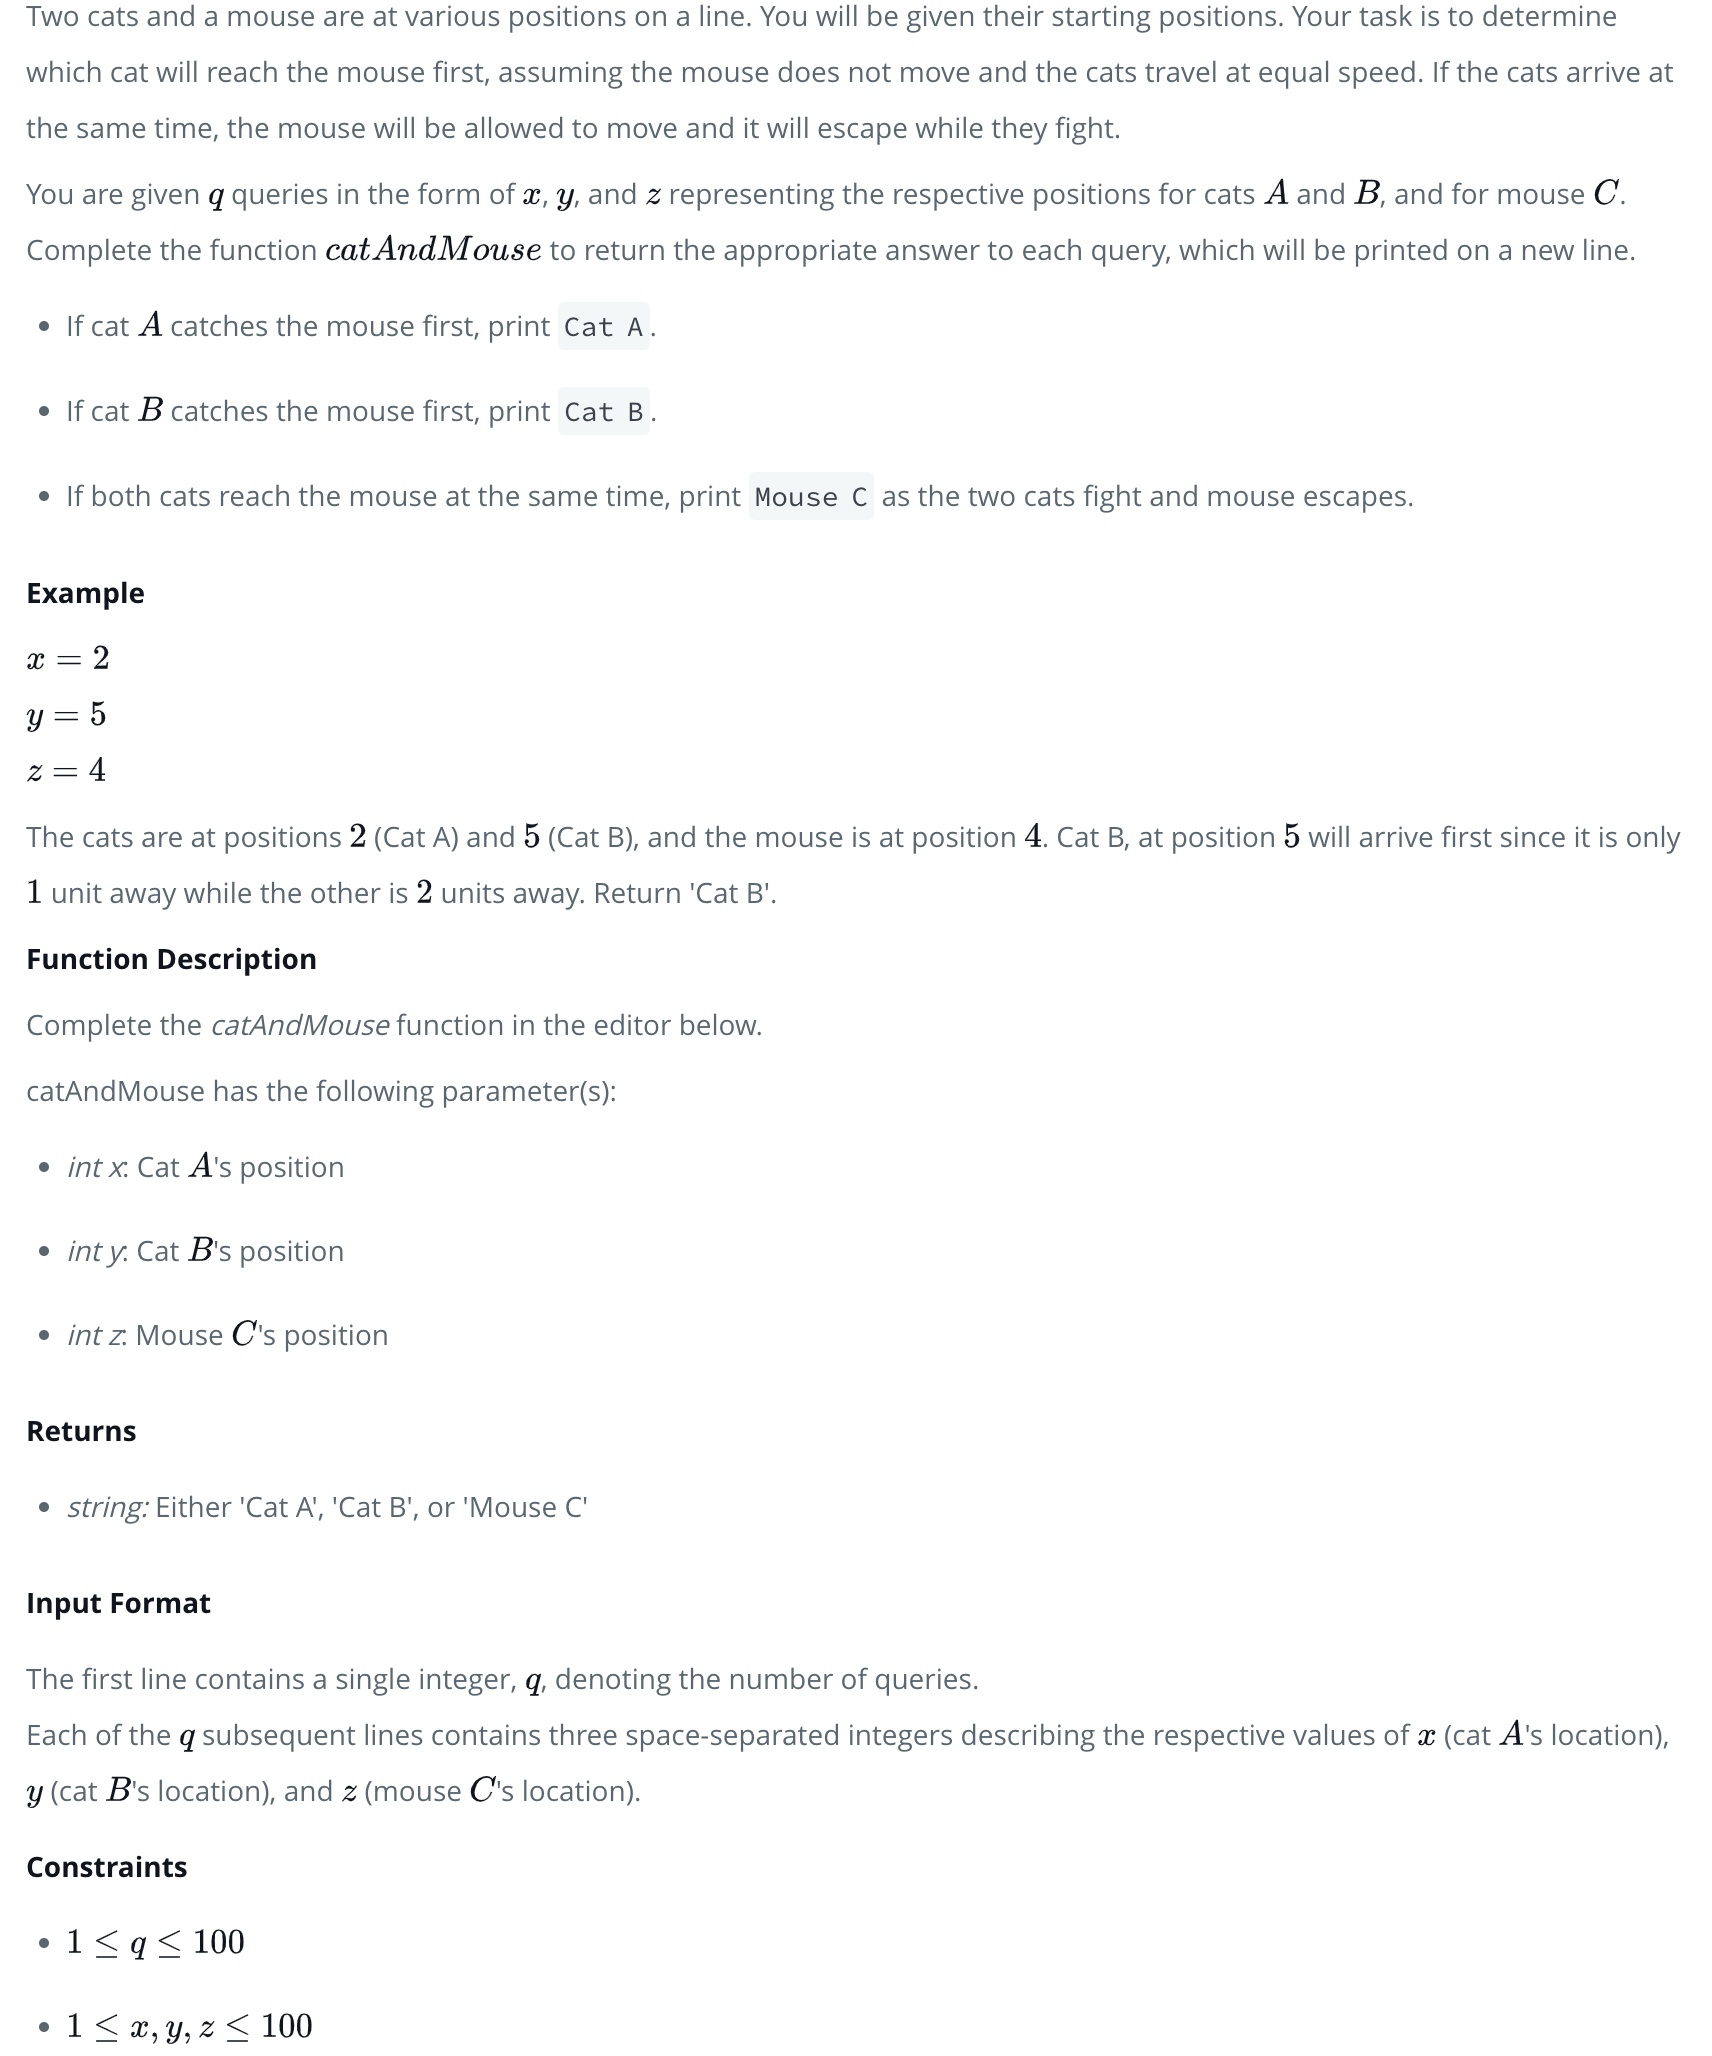 Two cats and a mouse are at various positions on a line. You will be given their starting positions. Your task is to determine
which cat will reach the mouse first, assuming the mouse does not move and the cats travel at equal speed. If the cats arrive at
the same time, the mouse will be allowed to move and it will escape while they fight.
You are given q queries in the form of x, y, and z representing the respective positions for cats A and B, and for mouse C.
Complete the function catAndMouse to return the appropriate answer to each query, which will be printed on a new line.
• If cat A catches the mouse first, print Cat A.
• If cat B catches the mouse first, print Cat B.
• If both cats reach the mouse at the same time, print Mouse C as the two cats fight and mouse escapes.
Example
x = 2
y = 5
z = 4
The cats are at positions 2 (Cat A) and 5 (Cat B), and the mouse is at position 4. Cat B, at position 5 will arrive first since it is only
1 unit away while the other is 2 units away. Return 'Cat B'.
Function Description
Complete the catAndMouse function in the editor below.
catAndMouse has the following parameter(s):
• int x: Cat A's position
• int y: Cat B's position
• int z: Mouse C's position
Returns
• string: Either 'Cat A', 'Cat B', or 'Mouse C'
Input Format
The first line contains a single integer, q, denoting the number of queries.
Each of the q subsequent lines contains three space-separated integers describing the respective values of x (cat A's location),
y (cat B's location), and z (mouse C's location).
Constraints
• 1 ≤ q ≤ 100
• 1 ≤ x, y, z ≤ 100